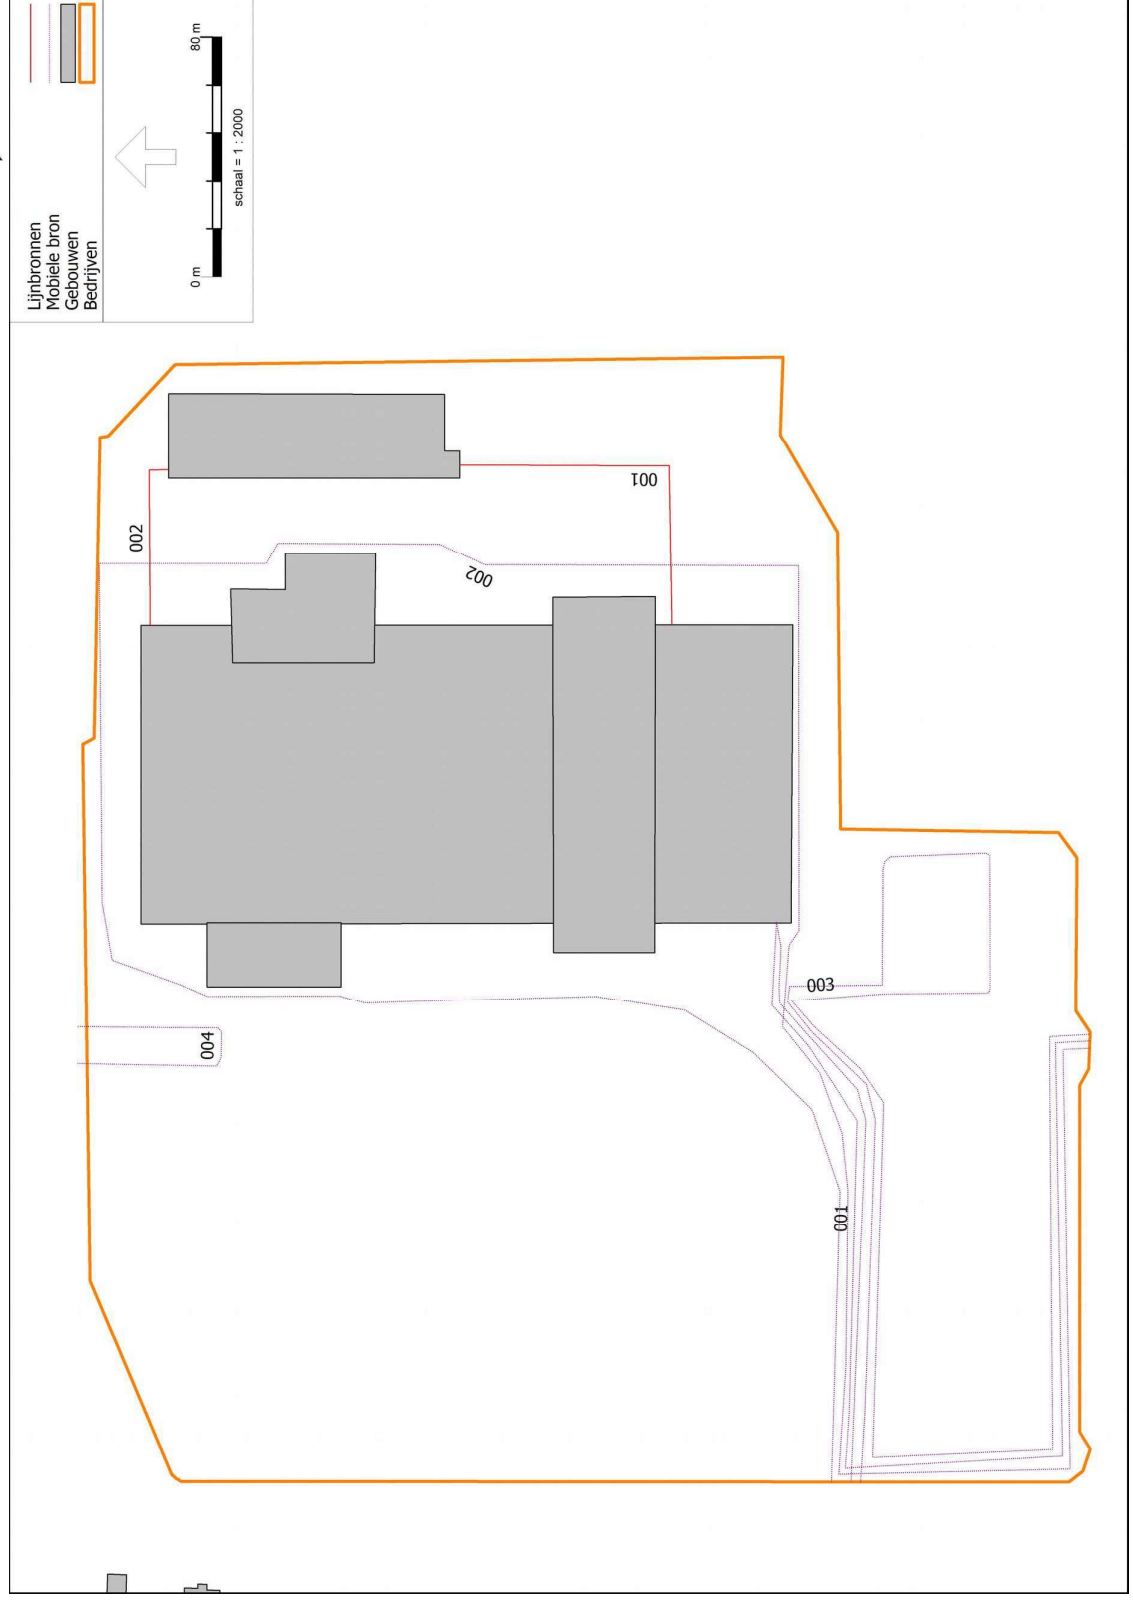 Lijnbronnen
Mobiele bron
Gebouwen
Bedrijven
0 m
80 m
schaal = 1 : 2000
002
001
002
003
004
001